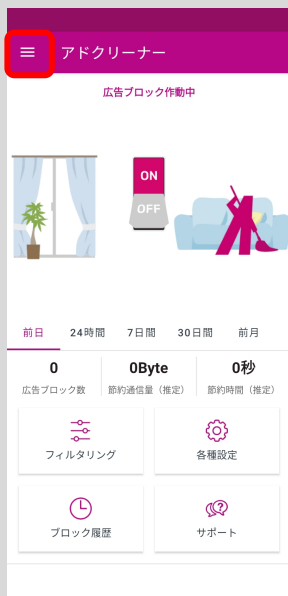 アドクリーナー
広告ブロック作動中
ON
OFF
前日 24時間 7日間 30日間 前月
0 0Byte 0秒
広告ブロック数 節約通信量（推定） 節約時間（推定）
フィルタリング 各種設定
ブロック履歴 サポート